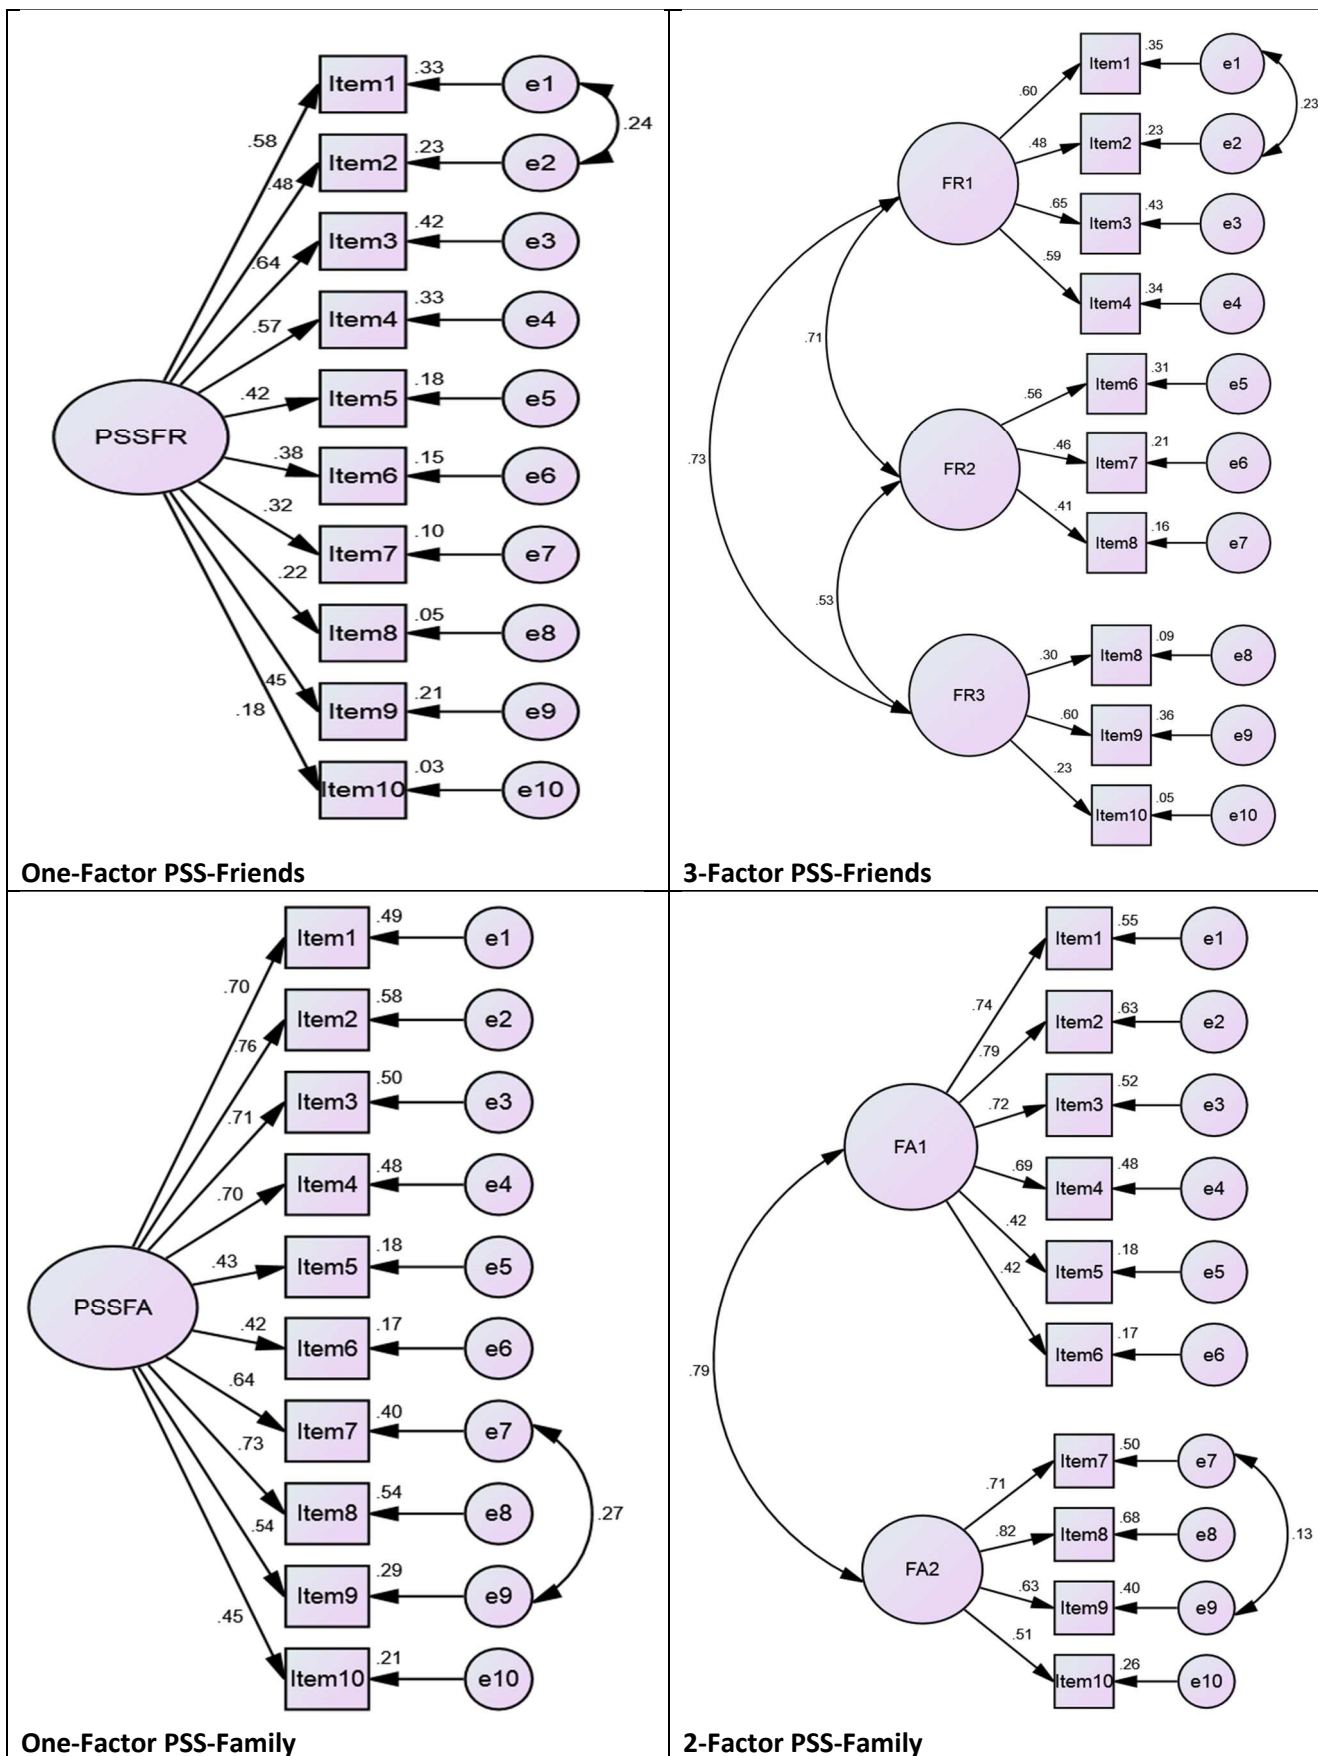 Item1
.33
e1
.58
.24
Item2
.23
e2
.48
Item3
.42
e3
.64
Item4
.33
e4
.57
Item5
.18
e5
.42
PSSFR
Item6
.15
e6
.38
Item7
.10
e7
.32
Item8
.05
e8
.22
Item9
.21
e9
.45
Item10
.03
e10
.18
One-Factor PSS-Friends
Item1
.35
e1
.60
.23
Item2
.23
e2
.48
FR1
Item3
.43
e3
.65
Item4
.34
e4
.59
.71
.73
Item6
.31
e5
.56
FR2
Item7
.21
e6
.46
Item8
.16
e7
.41
.53
Item8
.09
e8
.30
FR3
Item9
.36
e9
.60
Item10
.05
e10
.23
3-Factor PSS-Friends
Item1
.49
e1
.70
Item2
.58
e2
.76
Item3
.50
e3
.71
Item4
.48
e4
.70
Item5
.18
e5
.43
PSSFA
Item6
.17
e6
.42
Item7
.40
e7
.64
Item8
.54
e8
.73
.27
Item9
.29
e9
.54
Item10
.21
e10
.45
One-Factor PSS-Family
Item1
.55
e1
.74
Item2
.63
e2
.79
Item3
.52
e3
.72
FA1
Item4
.48
e4
.69
Item5
.18
e5
.42
Item6
.17
e6
.42
.79
Item7
.50
e7
.71
Item8
.68
e8
.82
.13
FA2
Item9
.40
e9
.63
Item10
.26
e10
.51
2-Factor PSS-Family